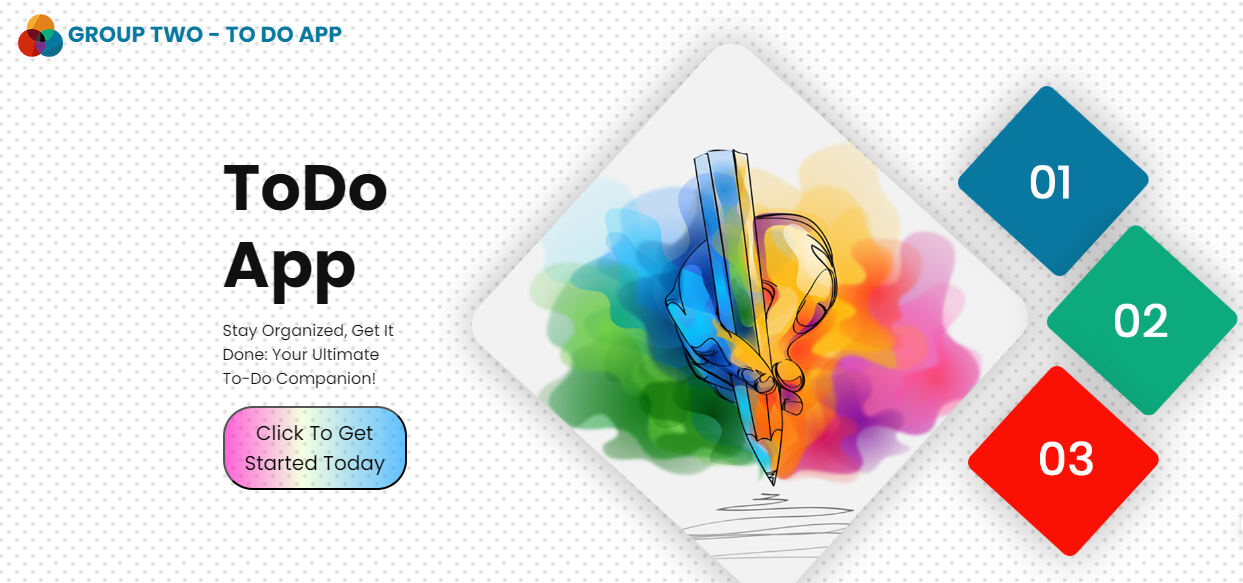 GROUP TWO - TO DO APP
ToDo
App
Stay Organized, Get It
Done: Your Ultimate
To-Do Companion!
Click To Get
Started Today
01
02
03